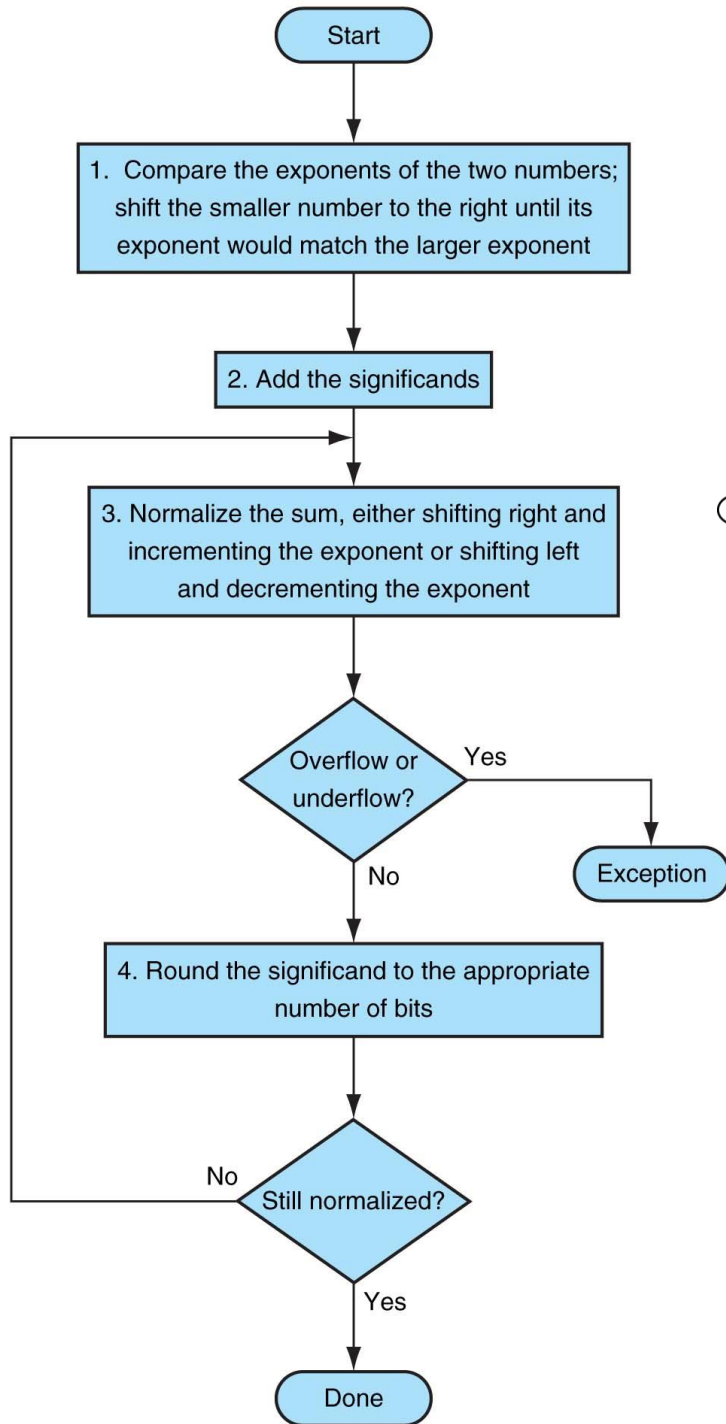 Start
1. Compare the exponents of the two numbers;
shift the smaller number to the right until its
exponent would match the larger exponent
2. Add the significands
3. Normalize the sum, either shifting right and
incrementing the exponent or shifting left
and decrementing the exponent
Overflow or
underflow?
Yes
No
Exception
4. Round the significand to the appropriate
number of bits
No
Still normalized?
Yes
Done